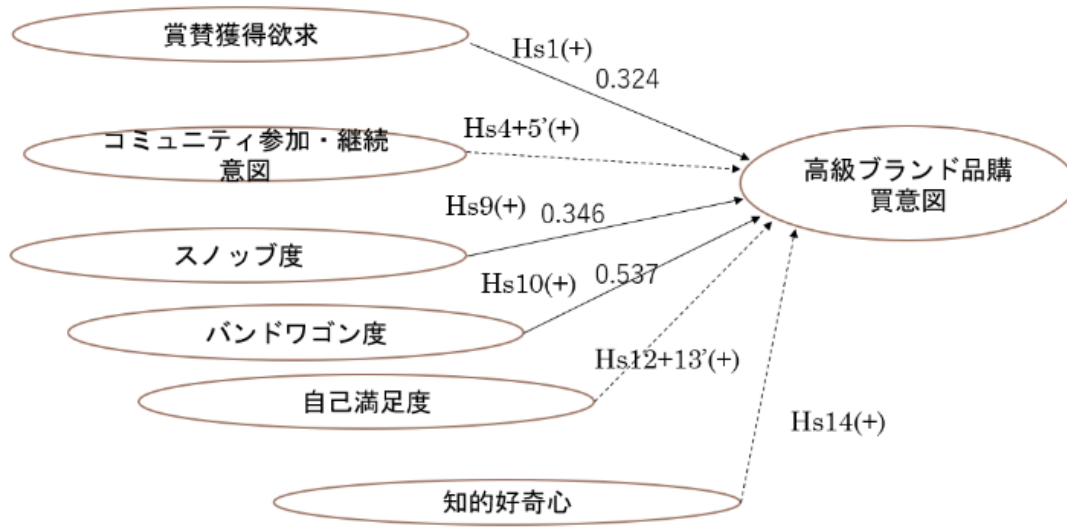 賞賛獲得欲求
Hs1(+)
0.324
コミュニティ参加・継続
意図
Hs4+5’(+)
高級ブランド品購
買意図
Hs9(+)
0.346
スノッブ度
Hs10(+)
0.537
バンドワゴン度
Hs12+13’(+)
自己満足度
Hs14(+)
知的好奇心